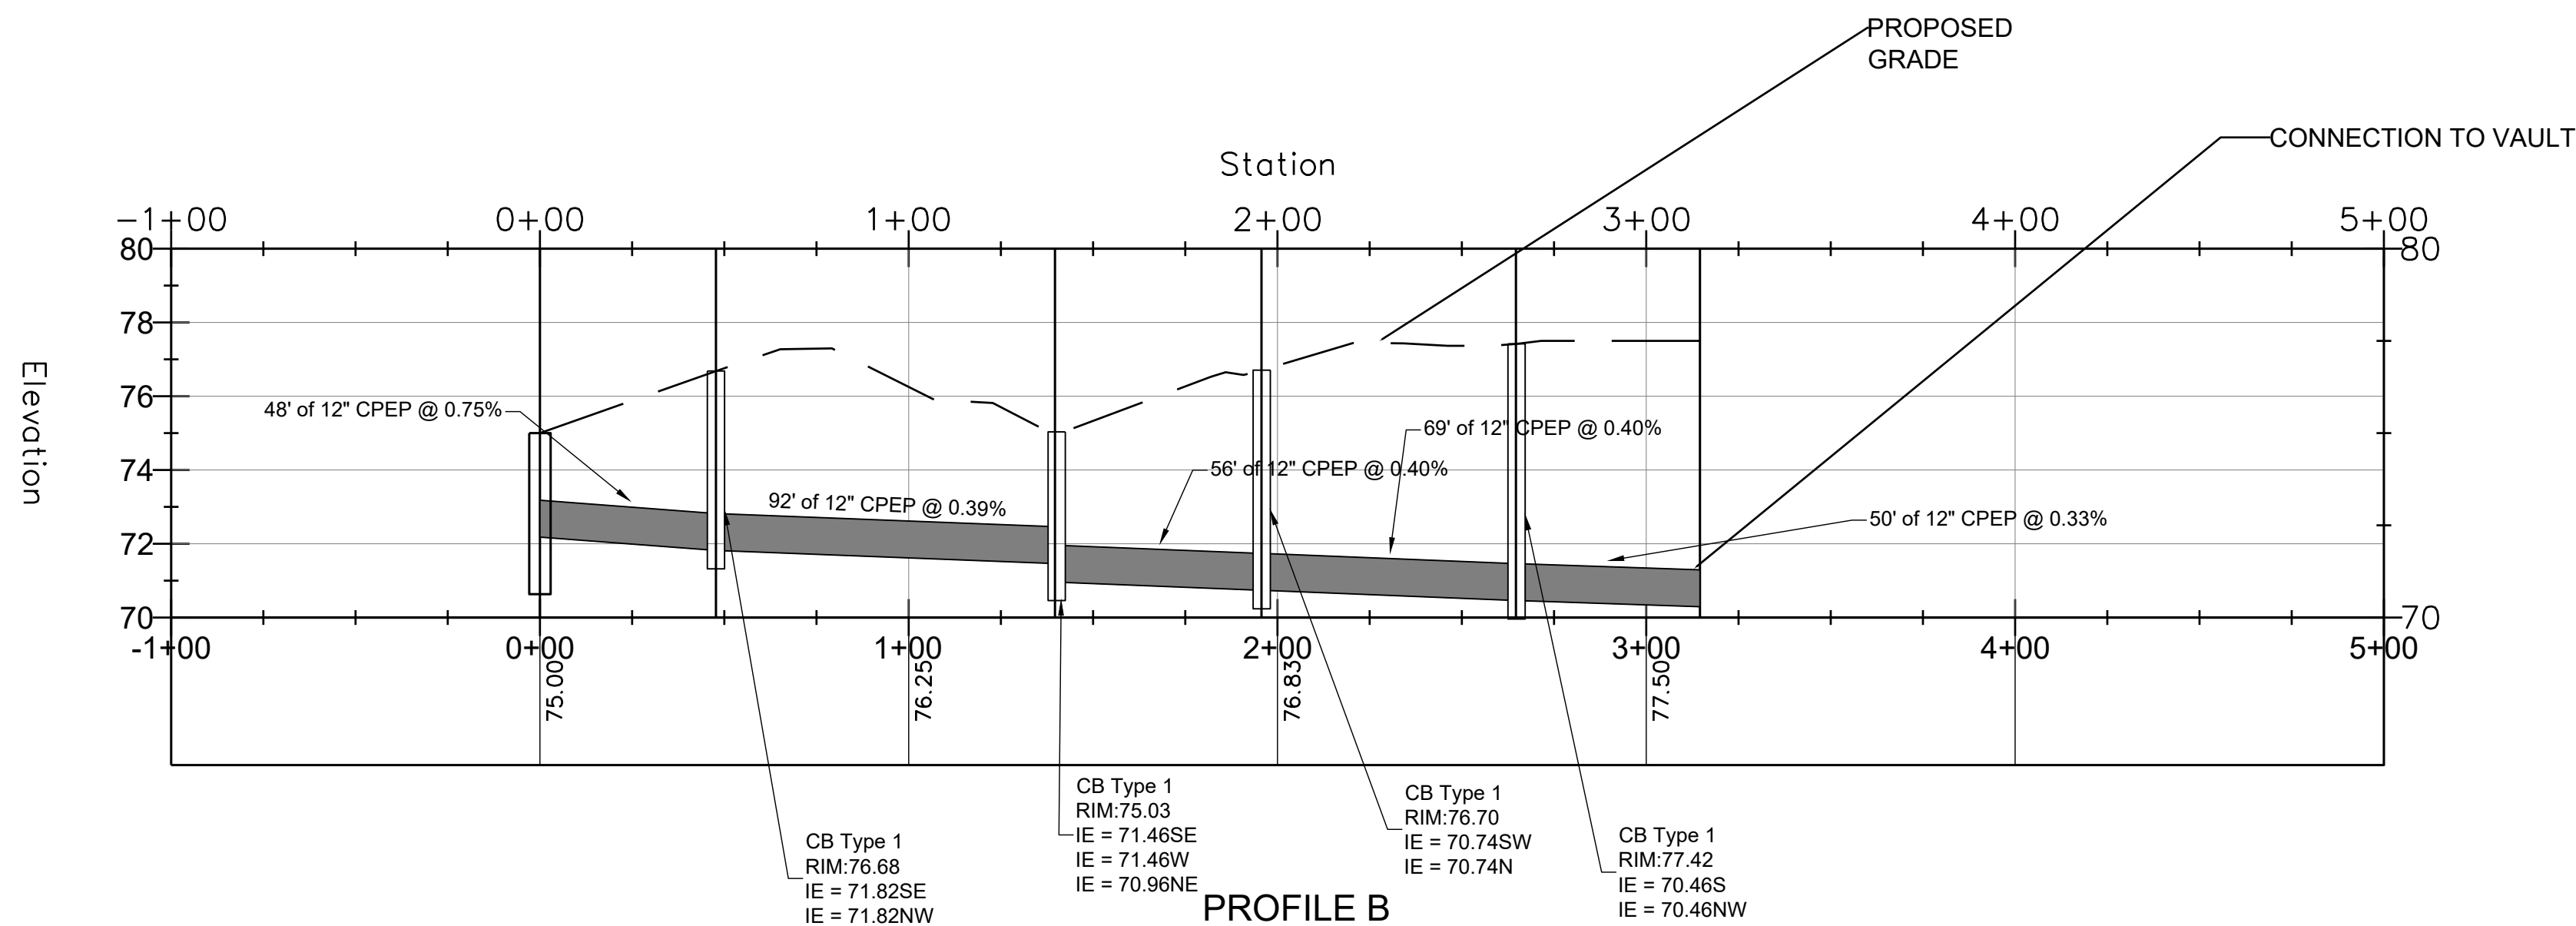 PROPOSED
GRADE
CONNECTION TO VAULT
Station
-1+00 0+00 1+00 2+00 3+00 4+00 5+00
80 80
78
76
74
72
70 70
Elevation
48' of 12" CPEP @ 0.75%
92' of 12" CPEP @ 0.39%
56' of 12" CPEP @ 0.40%
69' of 12" CPEP @ 0.40%
50' of 12" CPEP @ 0.33%
-1+00 0+00 1+00 2+00 3+00 4+00 5+00
75.00
76.25
76.83
77.50
CB Type 1
RIM:76.68
IE = 71.82SE
IE = 71.82NW
CB Type 1
RIM:75.03
IE = 71.46SE
IE = 71.46W
IE = 70.96NE
CB Type 1
RIM:76.70
IE = 70.74SW
IE = 70.74N
CB Type 1
RIM:77.42
IE = 70.46S
IE = 70.46NW
PROFILE B